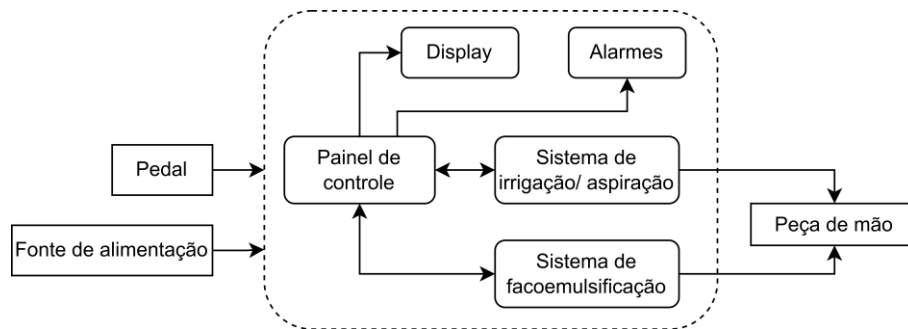 Display
Alarmes
Painel de
controle
Sistema de
irrigação/ aspiração
Pedal
Peça de mão
Fonte de alimentação
Sistema de
facoemulsificação